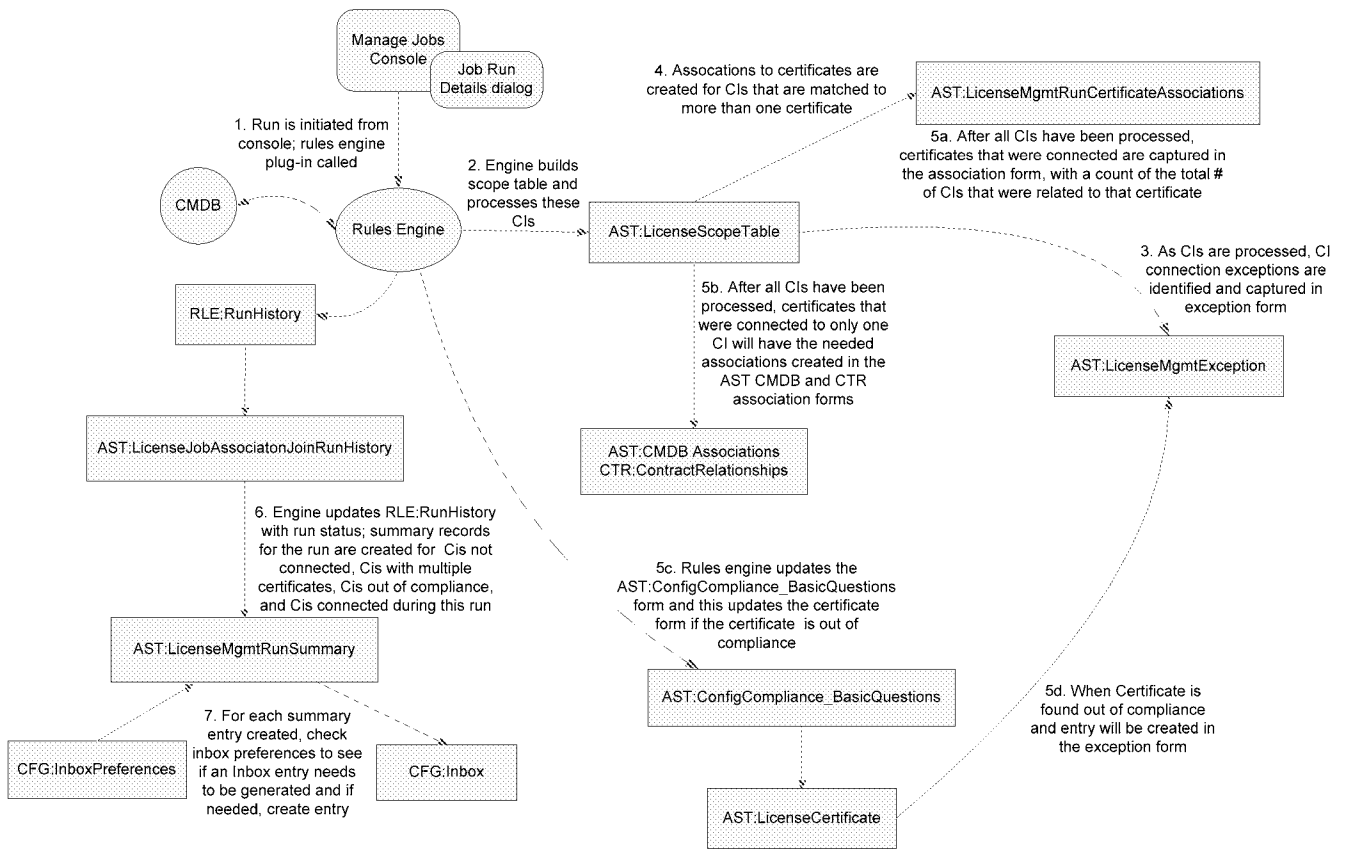 Manage Jobs
Console
Job Run
Details dialog
1. Run is initiated from
console; rules engine
plug-in called
CMDB
Rules Engine
2. Engine builds
scope table and
processes these
CIs
AST:LicenseScopeTable
4. Assocations to certificates are
created for CIs that are matched to
more than one certificate
AST:LicenseMgmtRunCertificateAssociations
5a. After all CIs have been processed,
certificates that were connected are captured in
the association form, with a count of the total #
of CIs that were related to that certificate
3. As CIs are processed, CI
connection exceptions are
identified and captured in
exception form
AST:LicenseMgmtException
RLE:RunHistory
5b. After all CIs have been
processed, certificates that
were connected to only one
CI will have the needed
associations created in the
AST CMDB and CTR
association forms
AST:LicenseJobAssociatonJoinRunHistory
AST:CMDB Associations
CTR:ContractRelationships
6. Engine updates RLE:RunHistory
with run status; summary records
for the run are created for Cis not
connected, Cis with multiple
certificates, Cis out of compliance,
and Cis connected during this run
5c. Rules engine updates the
AST:ConfigCompliance_BasicQuestions
form and this updates the certificate
form if the certificate is out of
compliance
AST:LicenseMgmtRunSummary
AST:ConfigCompliance_BasicQuestions
5d. When Certificate is
found out of compliance
and entry will be created in
the exception form
7. For each summary
entry created, check
inbox preferences to see
if an Inbox entry needs
to be generated and if
needed, create entry
CFG:InboxPreferences
CFG:Inbox
AST:LicenseCertificate